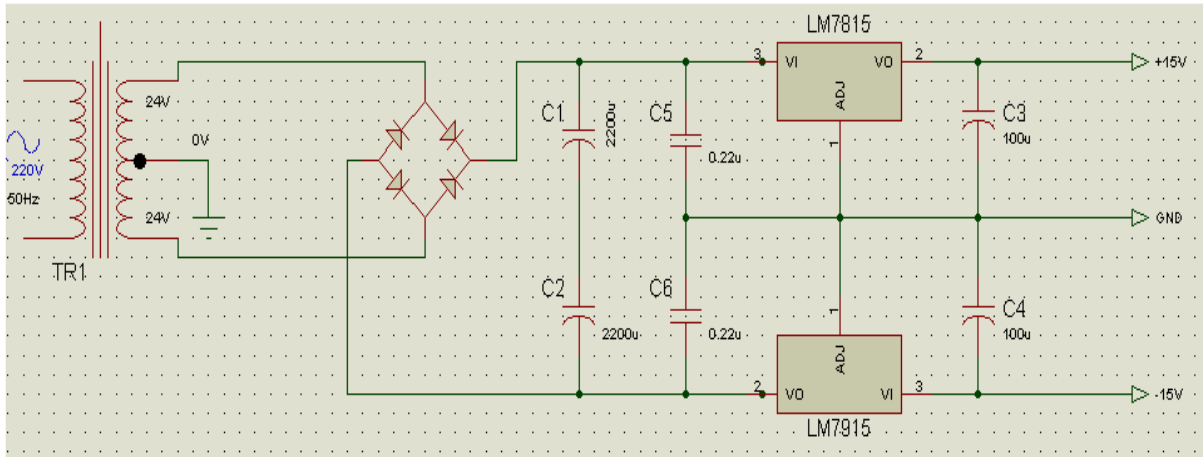 LM7815
3
VI
VO
2
+15V
ADJ
1
24V
C1
2200u
C5
0.22u
C3
100u
0V
220V
50Hz
24V
GND
TR1
C2
2200u
C6
0.22u
1
ADJ
C4
100u
2
VO
VI
3
-15V
LM7915